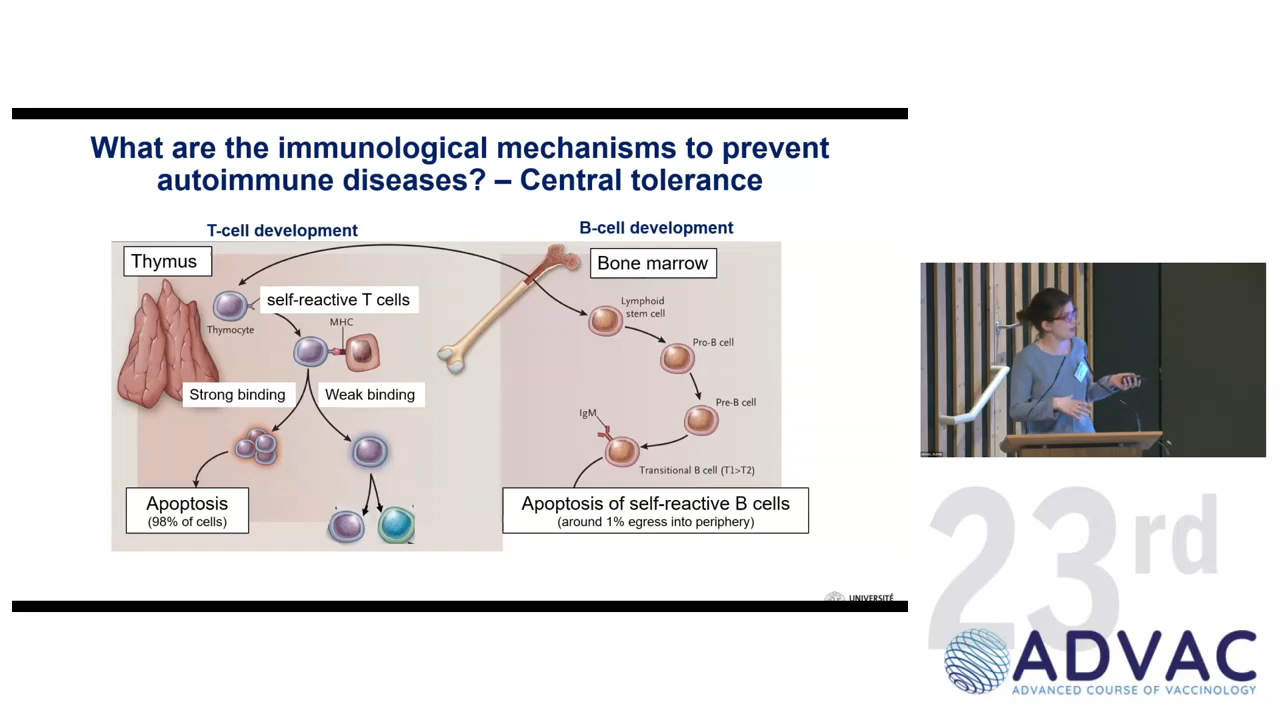 What are the immunological mechanisms to prevent
autoimmune diseases? – Central tolerance
T-cell development
B-cell development
Thymus
Bone marrow
self-reactive T cells
Thymocyte
MHC
Strong binding
Weak binding
Apoptosis
(98% of cells)
Lymphoid
stem cell
Pro-B cell
Pre-B cell
IgM
Transitional B cell (T1>T2)
Apoptosis of self-reactive B cells
(around 1% egress into periphery)
UNIVERSITÉ
23rd
ADVAC
ADVANCED COURSE OF VACCINOLOGY